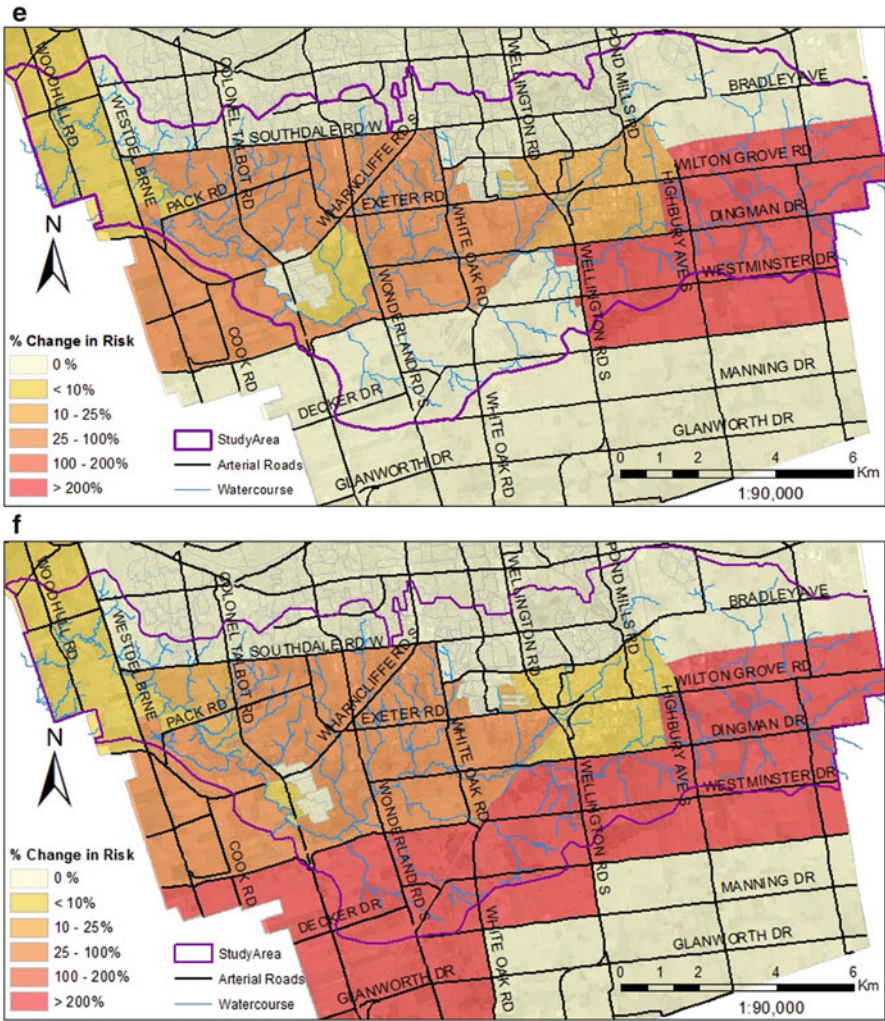 e
WOODHULL RD
WESTDEL BRNE
COLONEL TALBOT RD
SOUTHDALE RD W
WHARNCLIFFE RD S
WELLINGTON RD
POND MILLS RD
BRADLEY AVE
PACK RD
EXETER RD
WHITE OAK RD
HIGHBURY AVE S
WILTON GROVE RD
DINGMAN DR
WESTMINSTER DR
N
WONDERLAND RD S
WELLINGTON RD S
COOK RD
DECKER DR
WHITE OAK RD
MANNING DR
GLANWORTH DR
GLANWORTH DR
% Change in Risk
0 %
< 10%
10 - 25%
25 - 100%
100 - 200%
> 200%
StudyArea
Arterial Roads
Watercourse
0 1 2 4 6
Km
1:90,000
f
WOODHULL RD
WESTDEL BRNE
COLONEL TALBOT RD
SOUTHDALE RD W
WHARNCLIFFE RD S
WELLINGTON RD
POND MILLS RD
BRADLEY AVE
PACK RD
EXETER RD
WHITE OAK RD
HIGHBURY AVE S
WILTON GROVE RD
DINGMAN DR
WESTMINSTER DR
N
WONDERLAND RD S
WELLINGTON RD S
COOK RD
DECKER DR
WHITE OAK RD
MANNING DR
GLANWORTH DR
GLANWORTH DR
% Change in Risk
0 %
< 10%
10 - 25%
25 - 100%
100 - 200%
> 200%
StudyArea
Arterial Roads
Watercourse
0 1 2 4 6
Km
1:90,000